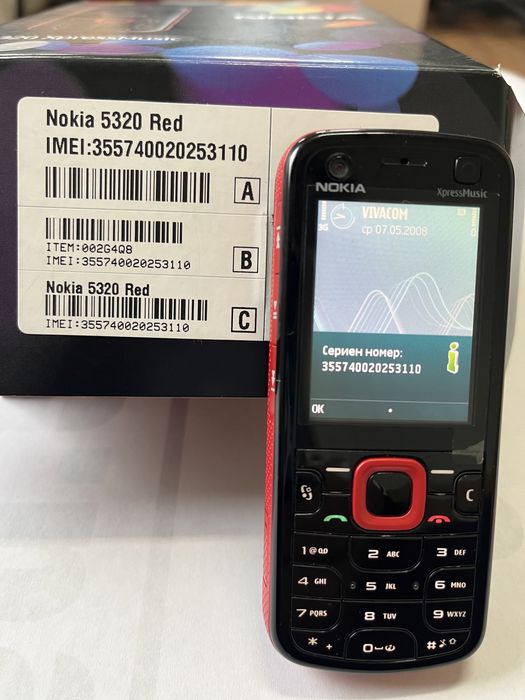 XpressMusic
Nokia 5320 Red
IMEI:355740020253110
A
ITEM:002G4Q8
IMEI:355740020253110
B
Nokia 5320 Red
IMEI:355740020253110
C
NOKIA
XpressMusic
3G
VIVACOM
ср 07.05.2008
Сериен номер:
355740020253110
OK
C
1 @
2 ABC
3 DEF
4 GHI
5 JKL
6 MNO
7 PQRS
8 TUV
9 WXYZ
* +
0
#